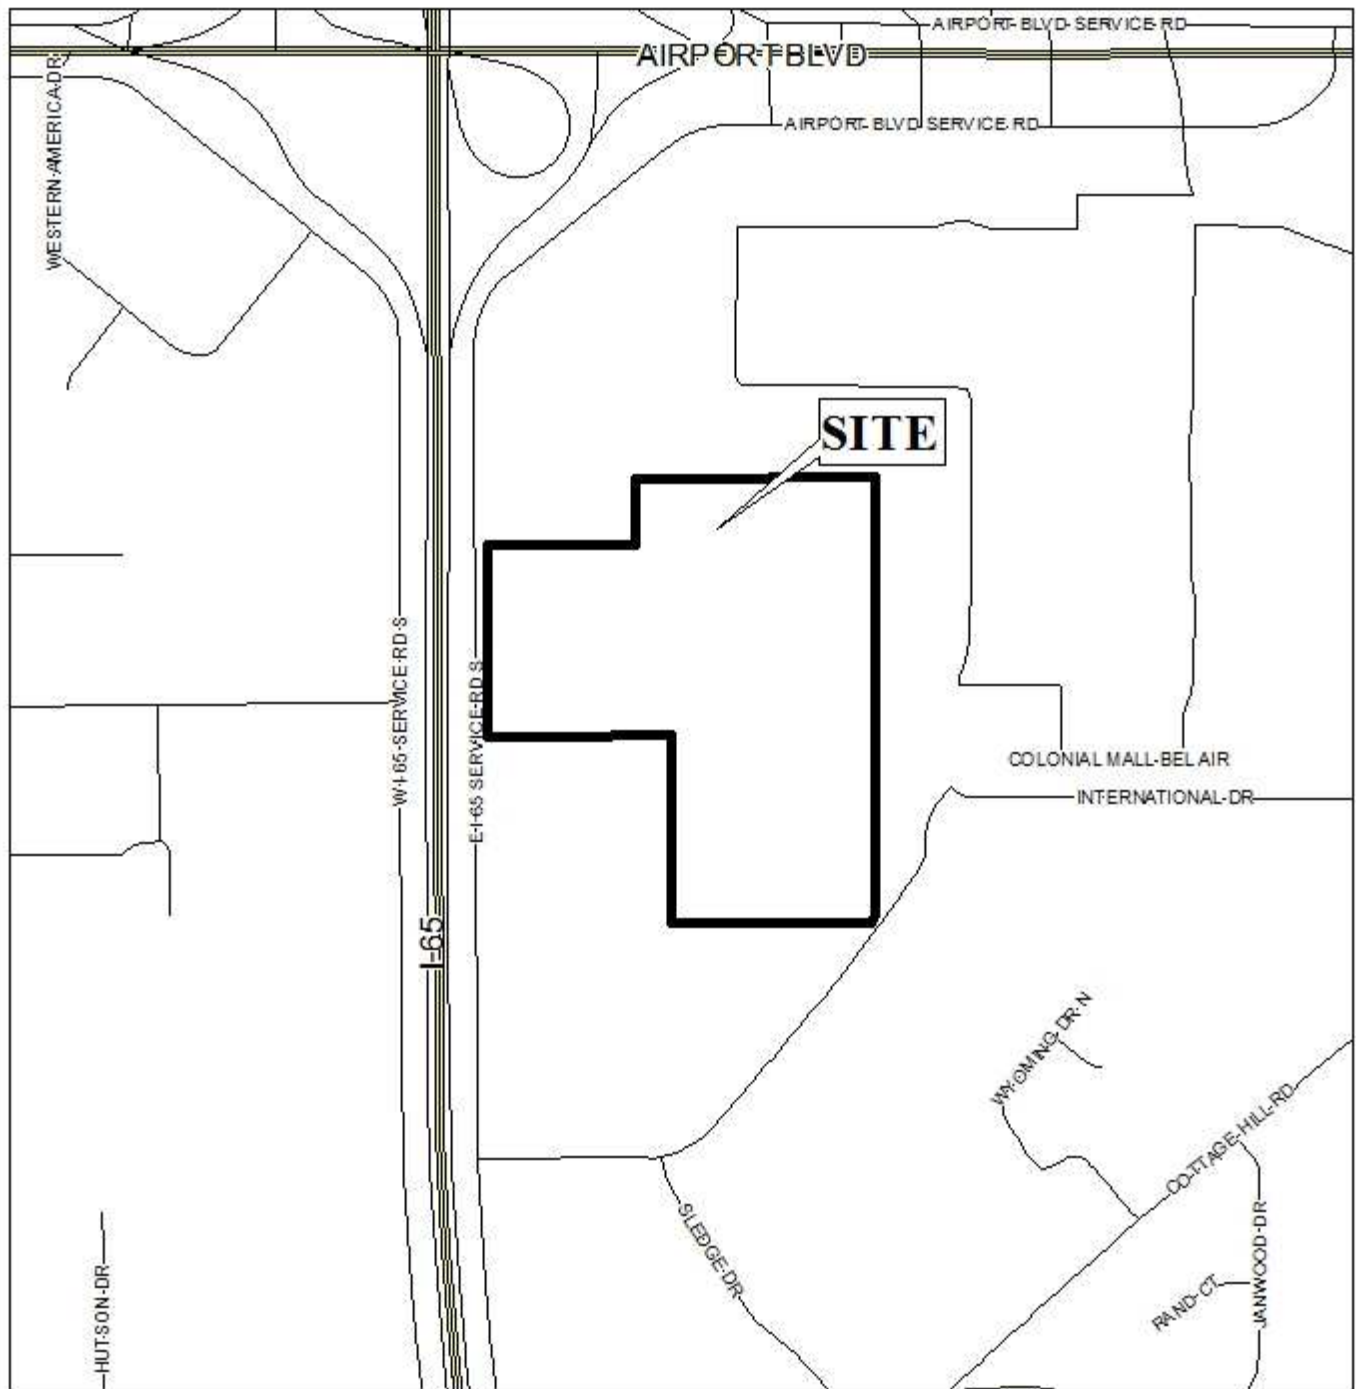 AIRPORT BLVD SERVICE RD
AIRPORT BLVD
WESTERN AMERICA DR
AIRPORT BLVD SERVICE RD
SITE
W I-65 SERVICE RD S
E I-65 SERVICE RD S
COLONIAL MALL-BEL AIR
INTERNATIONAL DR
I-65
WYOMING DR N
COTTAGE HILL RD
SLEDGE DR
JANWOOD DR
RAND CT
HUTSON DR